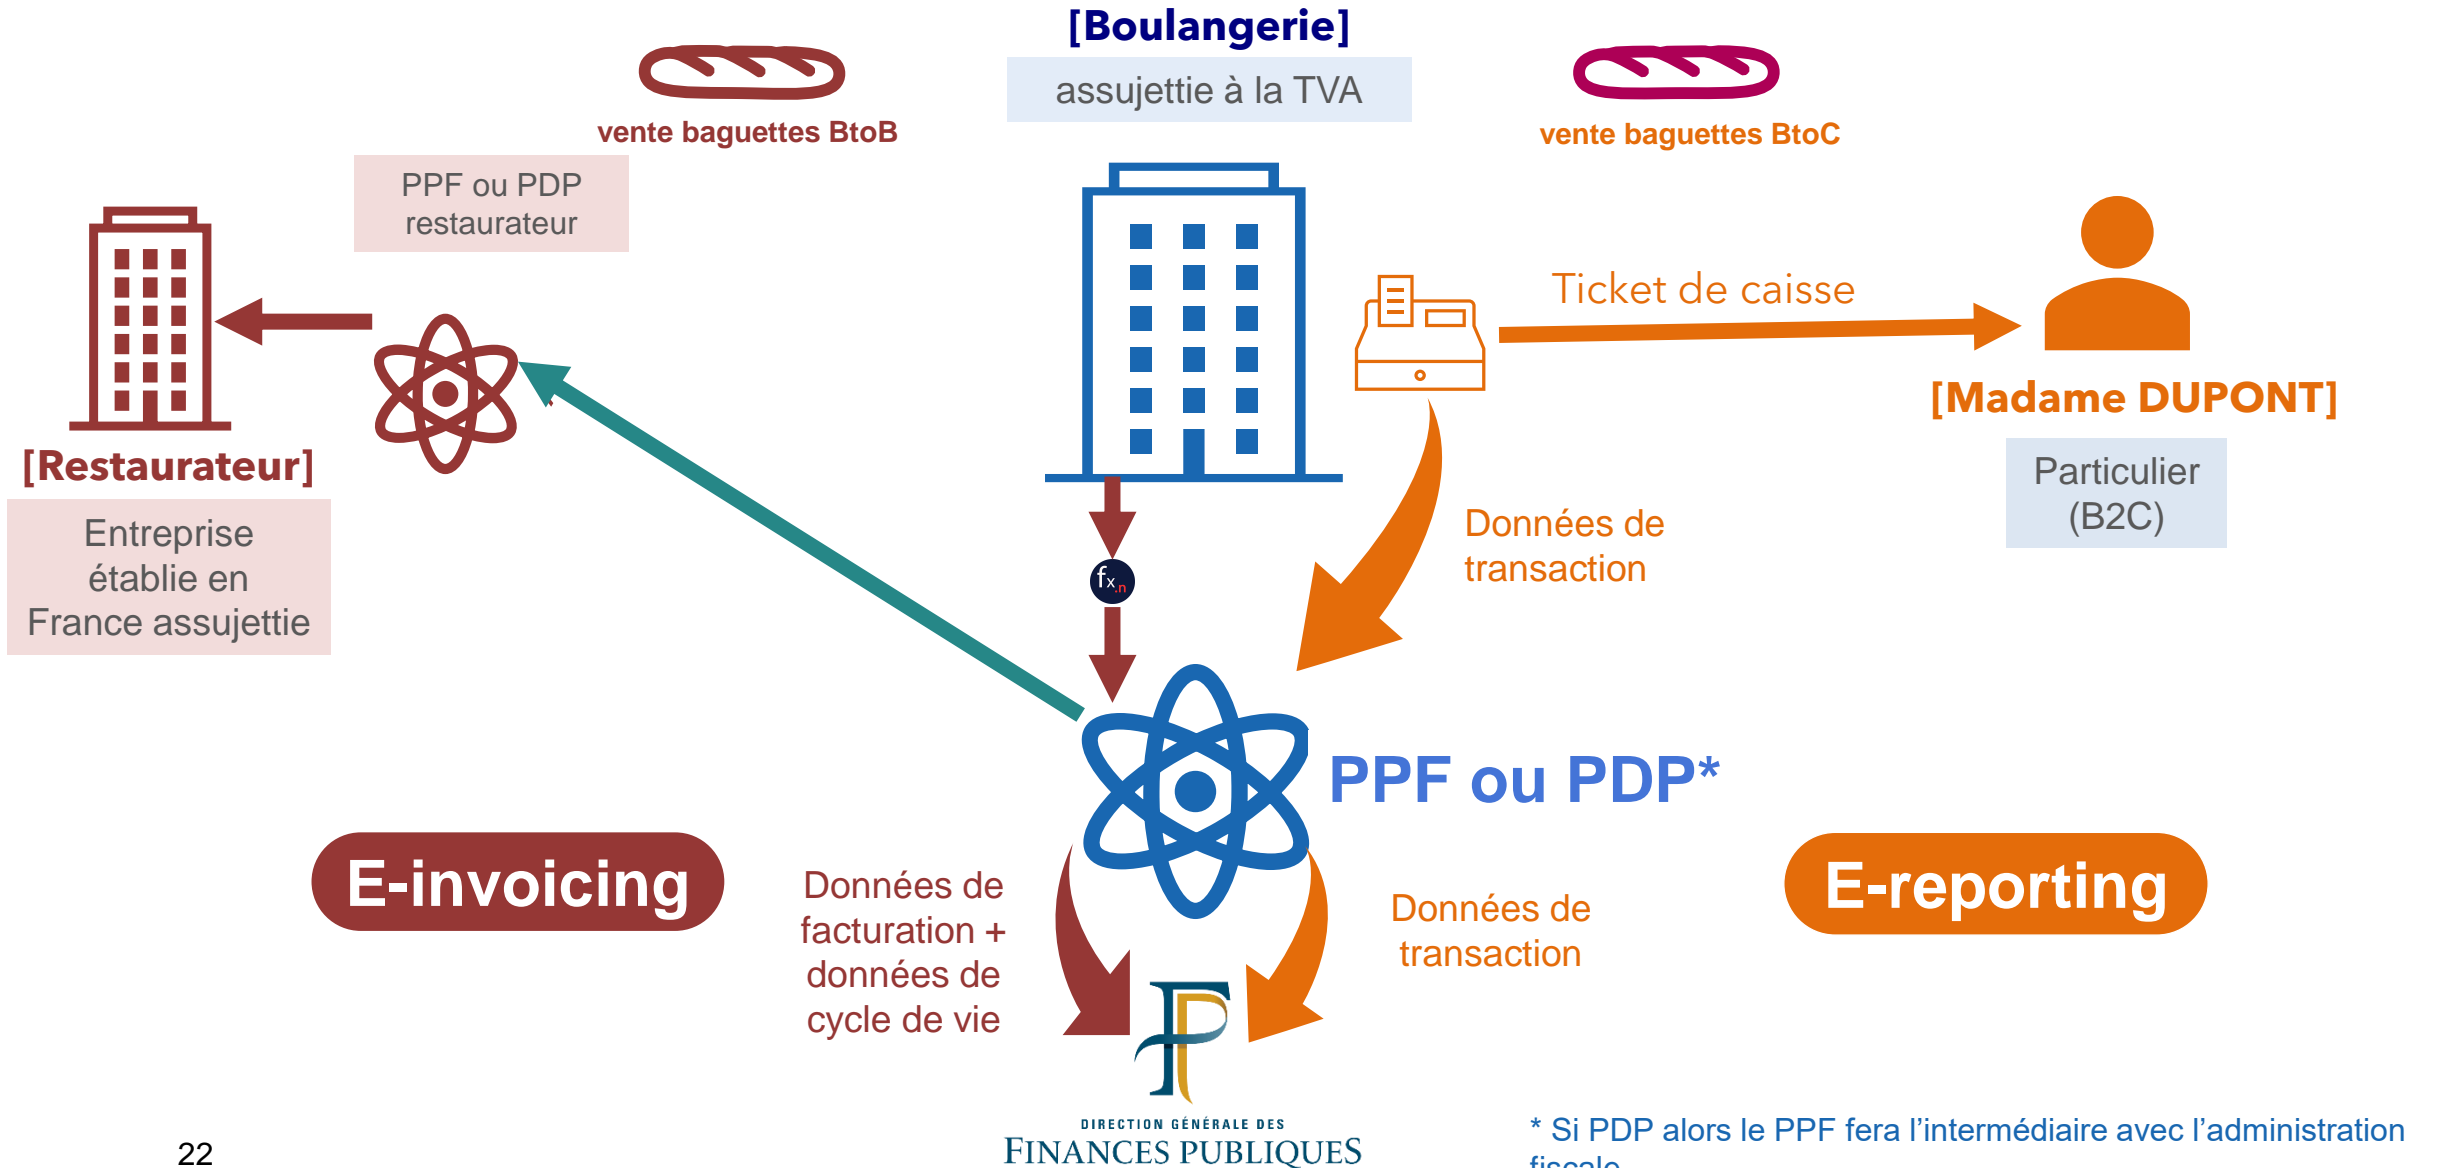 [Boulangerie]
assujettie à la TVA
vente baguettes BtoB
vente baguettes BtoC
PPF ou PDP
restaurateur
Ticket de caisse
[Restaurateur]
Entreprise
établie en
France assujettie
[Madame DUPONT]
Particulier
(B2C)
Données de
transaction
fx.n
PPF ou PDP*
E-invoicing
Données de
facturation +
données de
cycle de vie
Données de
transaction
E-reporting
DIRECTION GÉNÉRALE DES
FINANCES PUBLIQUES
* Si PDP alors le PPF fera l'intermédiaire avec l'administration
fiscale
22